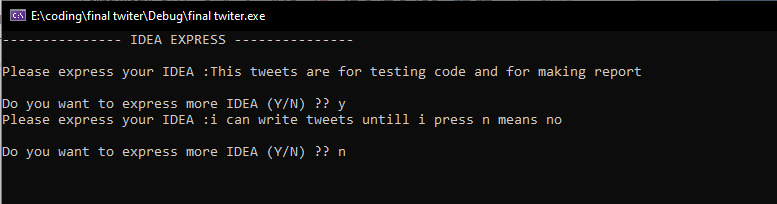 E:\coding\final twiter\Debug\final twiter.exe
--------------- IDEA EXPRESS ---------------
Please express your IDEA :This tweets are for testing code and for making report
Do you want to express more IDEA (Y/N) ?? y
Please express your IDEA :i can write tweets untill i press n means no
Do you want to express more IDEA (Y/N) ?? n